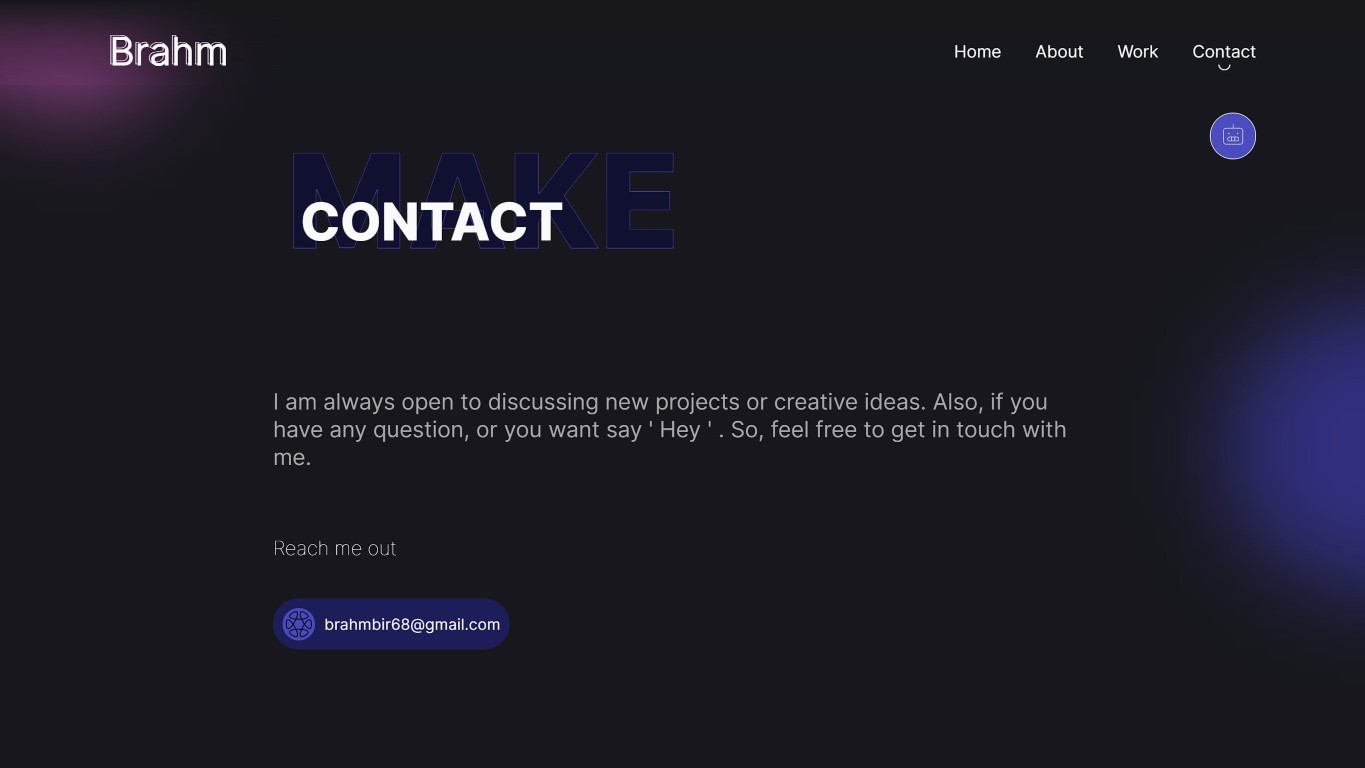 Brahm
Home About Work Contact
MAKE
CONTACT
I am always open to discussing new projects or creative ideas. Also, if you
have any question, or you want say ' Hey ' . So, feel free to get in touch with
me.
Reach me out
brahmbir68@gmail.com